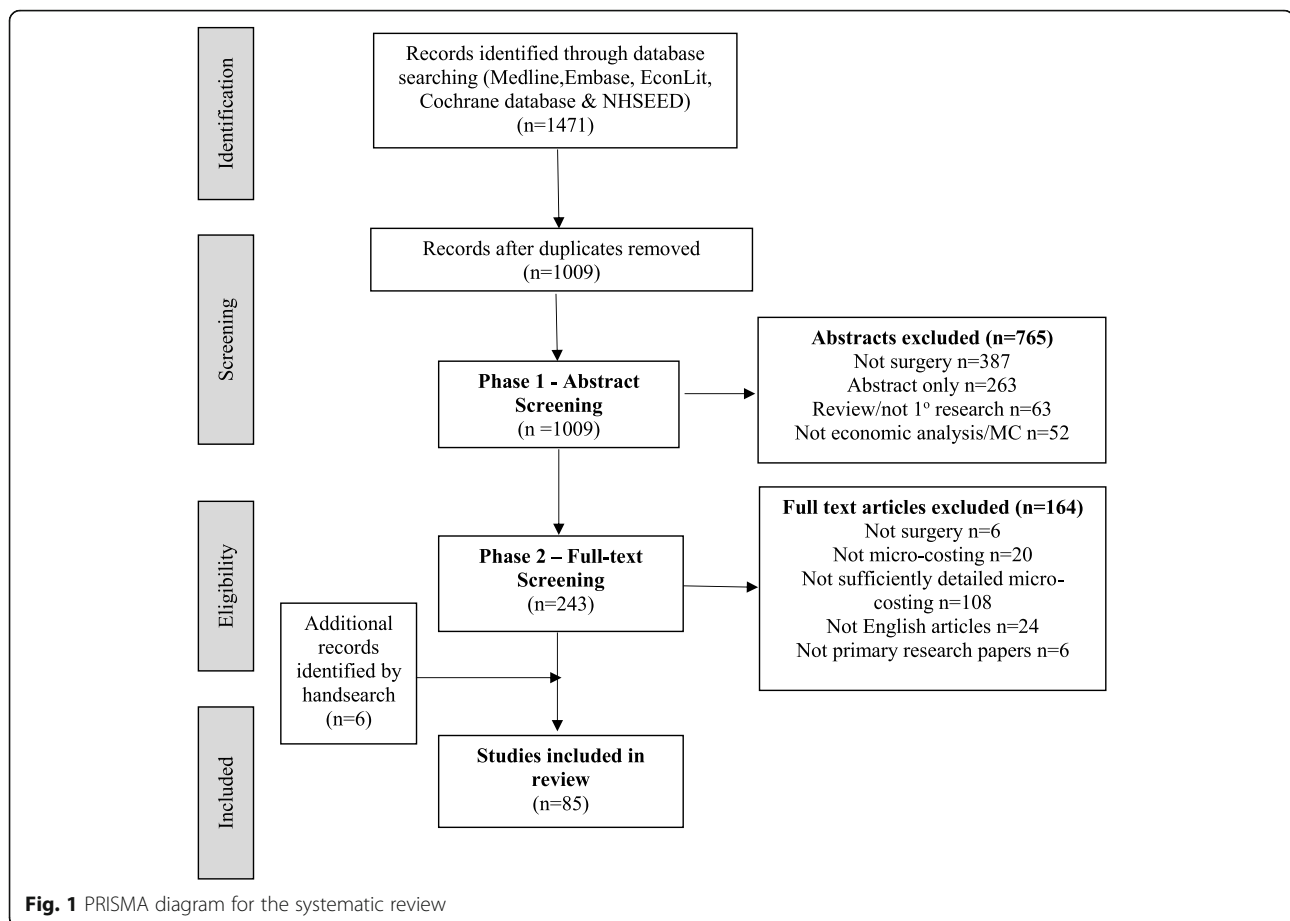 Identification
Records identified through database
searching (Medline,Embase, EconLit,
Cochrane database & NHSEED)
(n=1471)
Screening
Records after duplicates removed
(n=1009)
Phase 1 - Abstract
Screening
(n =1009)
Abstracts excluded (n=765)
Not surgery n=387
Abstract only n=263
Review/not 1º research n=63
Not economic analysis/MC n=52
Eligibility
Phase 2 – Full-text
Screening
(n=243)
Full text articles excluded (n=164)
Not surgery n=6
Not micro-costing n=20
Not sufficiently detailed micro-
costing n=108
Not English articles n=24
Not primary research papers n=6
Additional
records
identified by
handsearch
(n=6)
Included
Studies included in
review
(n=85)
Fig. 1 PRISMA diagram for the systematic review